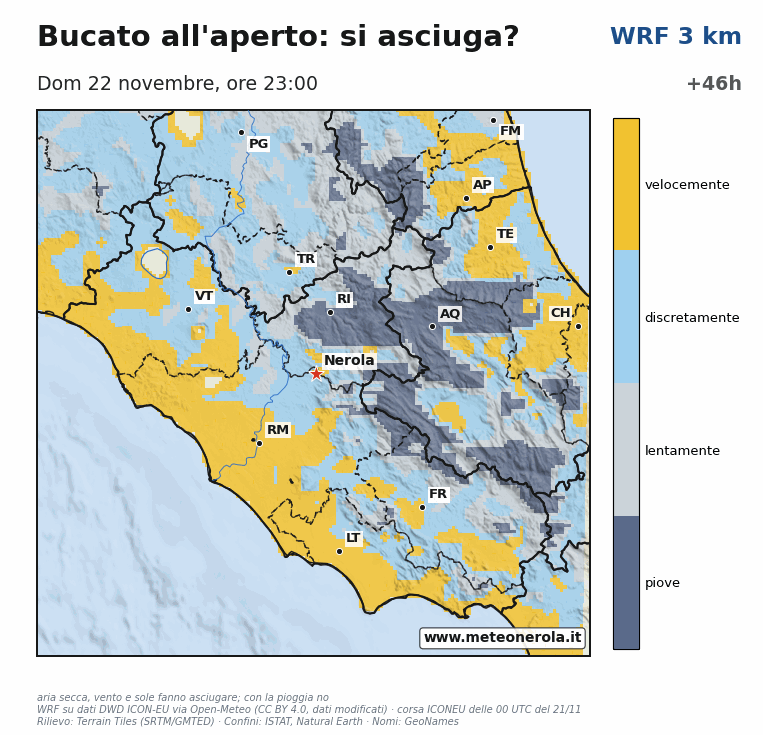 Bucato all'aperto: si asciuga?
WRF 3 km
Dom 22 novembre, ore 23:00
+46h
FM
PG
AP
TE
TR
VT
RI
AQ
CH
Nerola
RM
FR
LT
www.meteonerola.it
velocemente
discretamente
lentamente
piove
aria secca, vento e sole fanno asciugare; con la pioggia no
WRF su dati DWD ICON-EU via Open-Meteo (CC BY 4.0, dati modificati) · corsa ICONEU delle 00 UTC del 21/11
Rilievo: Terrain Tiles (SRTM/GMTED) · Confini: ISTAT, Natural Earth · Nomi: GeoNames